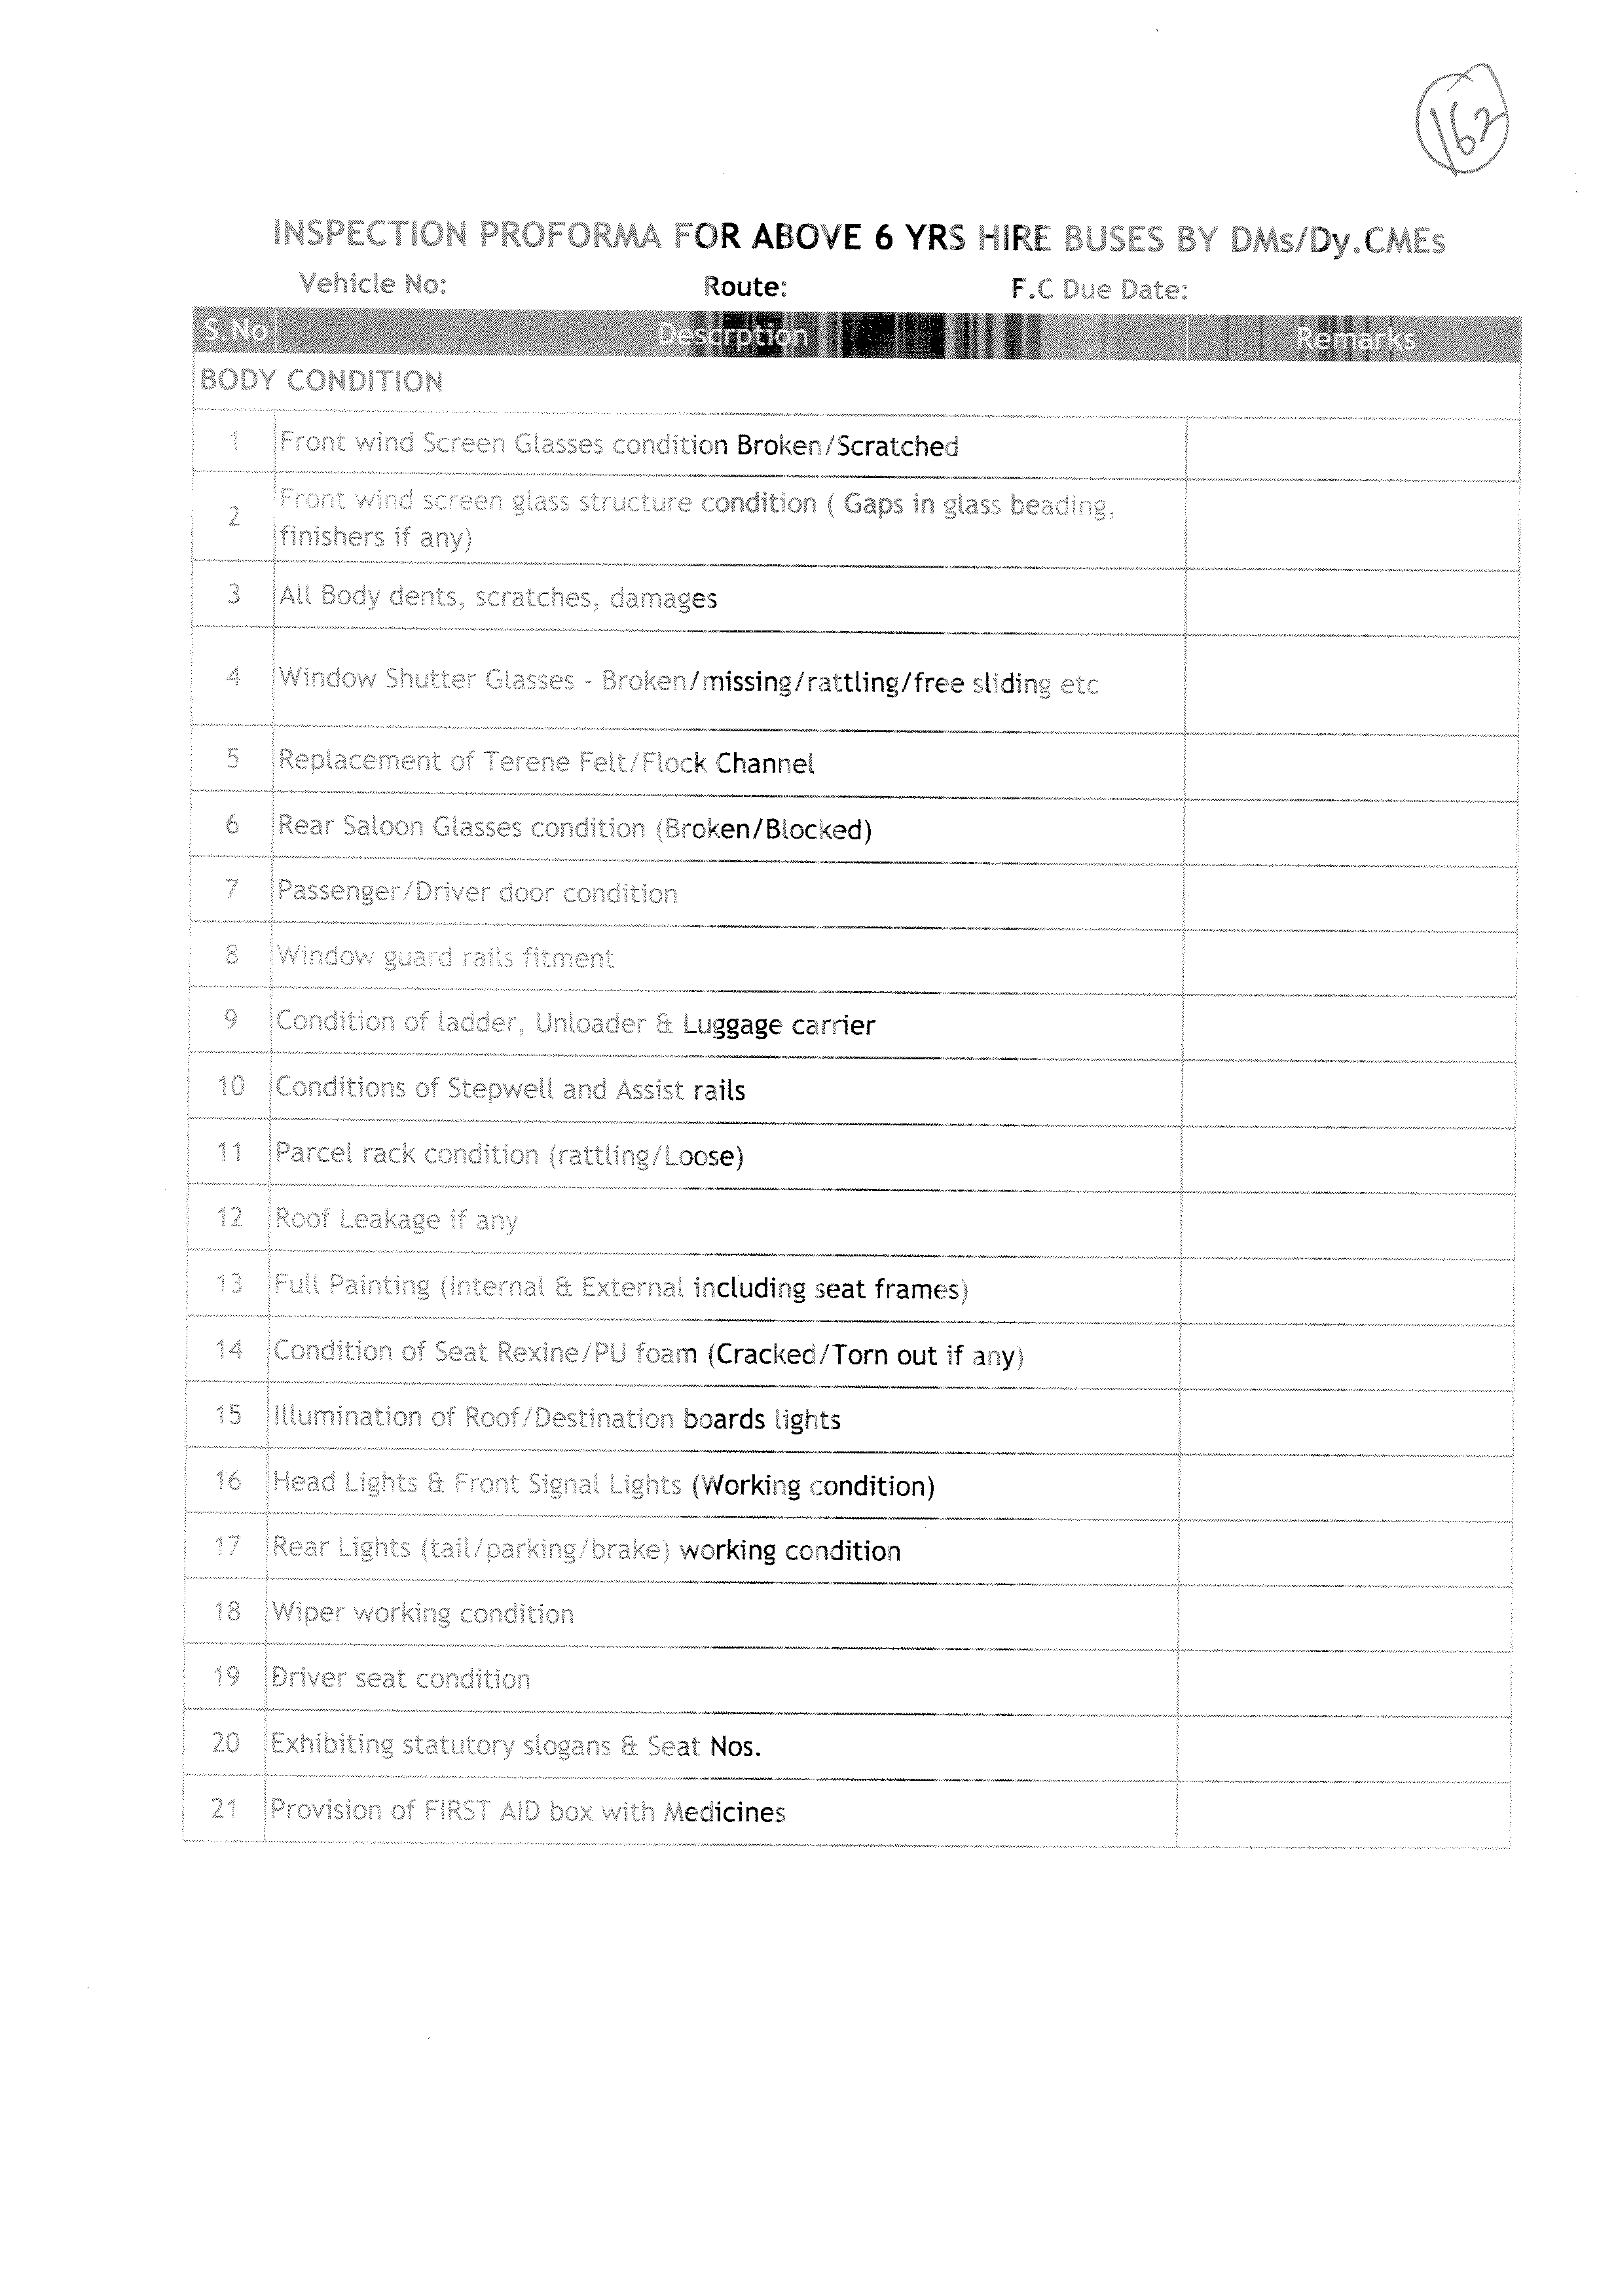 162
INSPECTION PROFORMA FOR ABOVE 6 YRS HIRE BUSES BY DMs/Dy.CMEs
Vehicle No: Route: F.C Due Date:
S.No Descrption Remarks
BODY CONDITION
1 Front wind Screen Glasses condition Broken/Scratched
2 Front wind screen glass structure condition ( Gaps in glass beading,
finishers if any)
3 All Body dents, scratches, damages
4 Window Shutter Glasses - Broken/missing/rattling/free sliding etc
5 Replacement of Terene Felt/Flock Channel
6 Rear Saloon Glasses condition (Broken/Blocked)
7 Passenger/Driver door condition
8 Window guard rails fitment
9 Condition of ladder, Unloader & Luggage carrier
10 Conditions of Stepwell and Assist rails
11 Parcel rack condition (rattling/Loose)
12 Roof Leakage if any
13 Full Painting (Internal & External including seat frames)
14 Condition of Seat Rexine/PU foam (Cracked/Torn out if any)
15 Illumination of Roof/Destination boards lights
16 Head Lights & Front Signal Lights (Working condition)
17 Rear Lights (tail/parking/brake) working condition
18 Wiper working condition
19 Driver seat condition
20 Exhibiting statutory slogans & Seat Nos.
21 Provision of FIRST AID box with Medicines